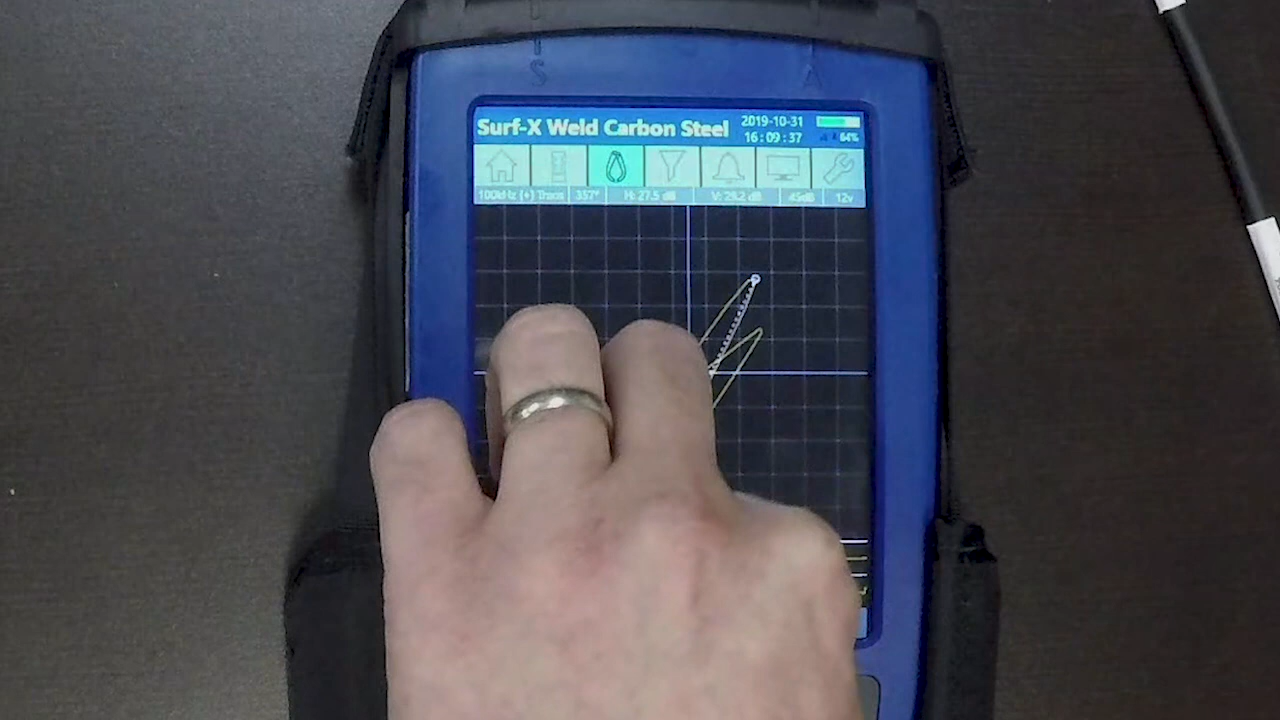 Surf-X Weld Carbon Steel
2019-10-31
16:09:37
64%
100kHz (+) Trace 357° H: 27.5 dB V: 29.2 dB 45dB 12v